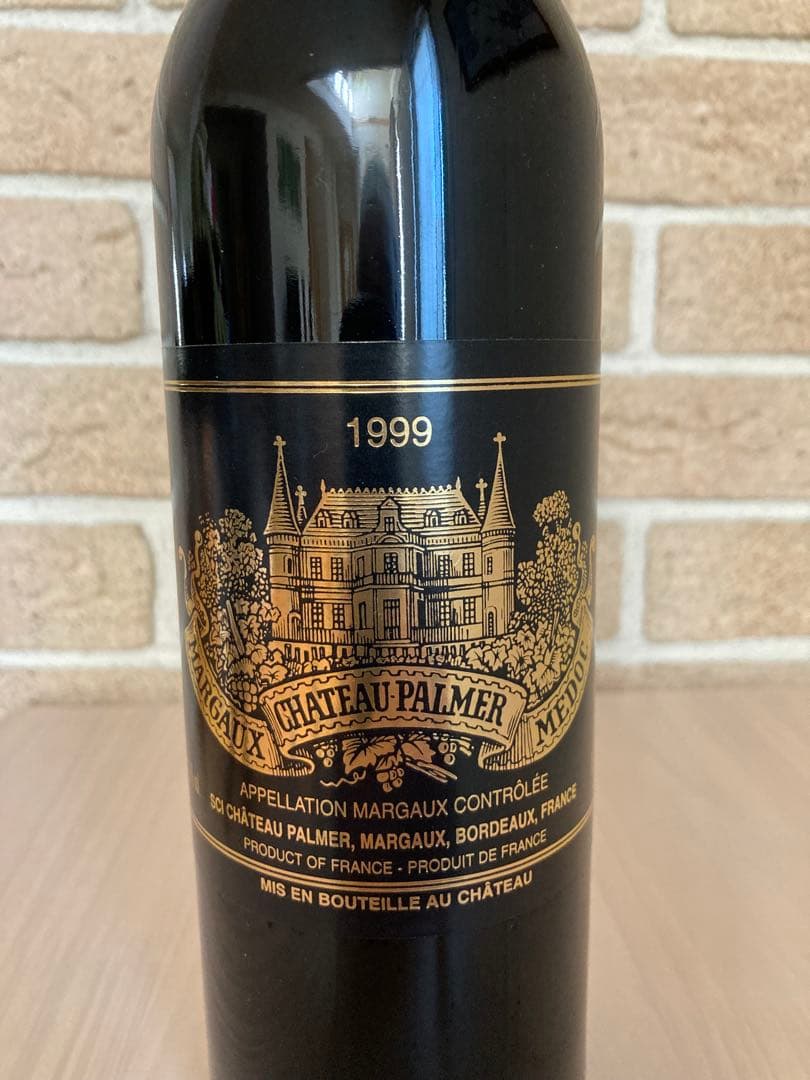 1999
MARGAUX
CHATEAU·PALMER
MEDOC
APPELLATION MARGAUX CONTRÔLÉE
SCI CHÂTEAU PALMER, MARGAUX, BORDEAUX, FRANCE
PRODUCT OF FRANCE - PRODUIT DE FRANCE
MIS EN BOUTEILLE AU CHÂTEAU